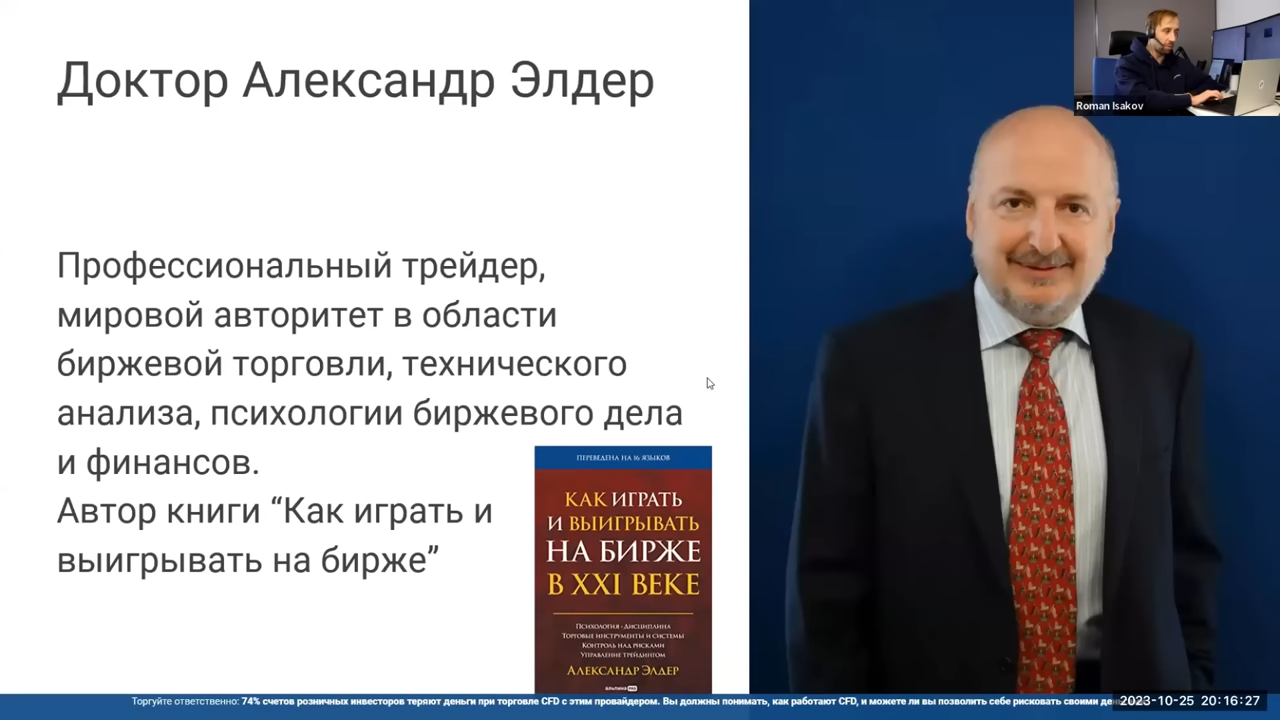 Доктор Александр Элдер
Roman Isakov
Профессиональный трейдер,
мировой авторитет в области
биржевой торговли, технического
анализа, психологии биржевого дела
и финансов.
Автор книги “Как играть и
выигрывать на бирже”
ПЕРЕВЕДЕНА НА 16 ЯЗЫКОВ
КАК ИГРАТЬ
И ВЫИГРЫВАТЬ
НА БИРЖЕ
В XXI ВЕКЕ
ПСИХОЛОГИЯ · ДИСЦИПЛИНА
ТОРГОВЫЕ ИНСТРУМЕНТЫ И СИСТЕМЫ
КОНТРОЛЬ НАД РИСКАМИ
УПРАВЛЕНИЕ ТРЕЙДИНГОМ
АЛЕКСАНДР ЭЛДЕР
АЛЬПИНА PRO
Торгуйте ответственно: 74% счетов розничных инвесторов теряют деньги при торговле CFD с этим провайдером. Вы должны понимать, как работают CFD, и можете ли вы позволить себе рисковать своими
2023-10-25 20:16:27